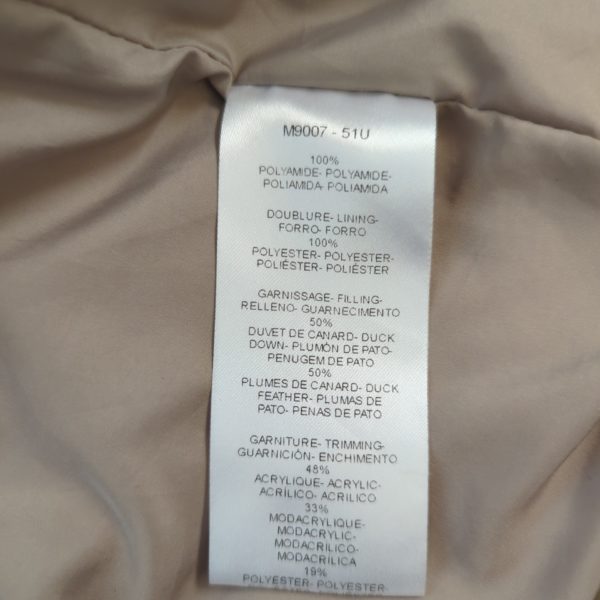 M9007 - 51U
100%
POLYAMIDE- POLYAMIDE-
POLIAMIDA- POLIAMIDA
DOUBLURE- LINING-
FORRO- FORRO
100%
POLYESTER- POLYESTER-
POLIÉSTER- POLIÉSTER
GARNISSAGE- FILLING-
RELLENO- GUARNECIMENTO
50%
DUVET DE CANARD- DUCK
DOWN- PLUMÓN DE PATO-
PENUGEM DE PATO
50%
PLUMES DE CANARD- DUCK
FEATHER- PLUMAS DE
PATO- PENAS DE PATO
GARNITURE- TRIMMING-
GUARNICIÓN- ENCHIMENTO
48%
ACRYLIQUE- ACRYLIC-
ACRÍLICO- ACRILICO
33%
MODACRYLIQUE-
MODACRYLIC-
MODACRILICO-
MODACRÍLICA
19%
POLYESTER- POLYESTER-